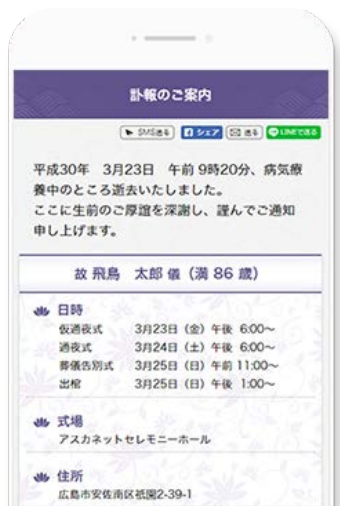 訃報のご案内
SMS送る シェア 送る LINEで送る
平成30年 3月23日 午前 9時20分、病気療
養中のところ逝去いたしました。
ここに生前のご厚誼を深謝し、謹んでご通知
申し上げます。
故 飛鳥 太郎 儀（満 86 歳）
日時
仮通夜式 3月23日（金）午後 6:00～
通夜式 3月24日（土）午後 6:00～
葬儀告別式 3月25日（日）午前 11:00～
出棺 3月25日（日）午後 1:00～
式場
アスカネットセレモニーホール
住所
広島市安佐南区祇園2-39-1